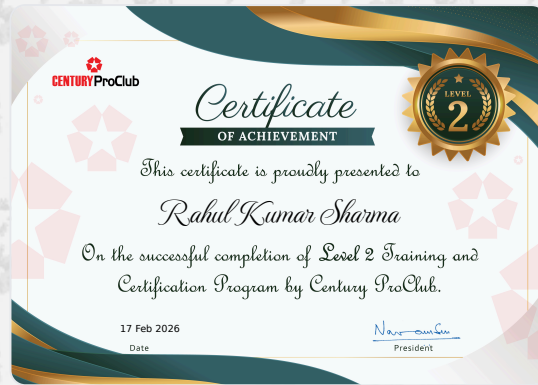 CENTURY ProClub
Certificate
OF ACHIEVEMENT
LEVEL
2
This certificate is proudly presented to
Rahul Kumar Sharma
On the successful completion of Level 2 Training and
Certification Program by Century ProClub.
17 Feb 2026
Date
President